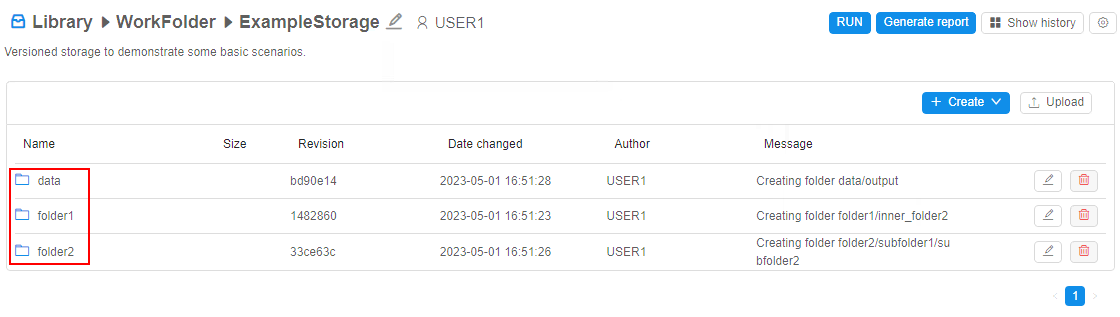 Library WorkFolder ExampleStorage USER1 RUN Generate report Show history
Versioned storage to demonstrate some basic scenarios.
+ Create Upload
Name Size Revision Date changed Author Message
data bd90e14 2023-05-01 16:51:28 USER1 Creating folder data/output
folder1 1482860 2023-05-01 16:51:23 USER1 Creating folder folder1/inner_folder2
folder2 33ce63c 2023-05-01 16:51:26 USER1 Creating folder folder2/subfolder1/su
bfolder2
< 1 >